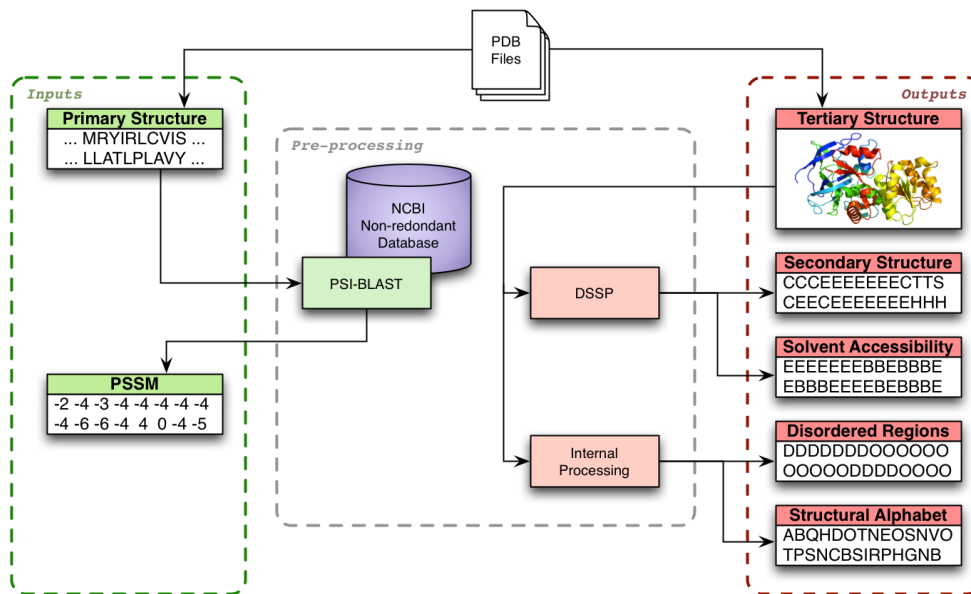 PDB
Files
Inputs
Primary Structure
... MRYIRLCVIS ...
... LLATLPLAVY ...
PSSM
-2 -4 -3 -4 -4 -4 -4 -4
-4 -6 -6 -4 4 0 -4 -5
Pre-processing
NCBI
Non-redondant
Database
PSI-BLAST
DSSP
Internal
Processing
Outputs
Tertiary Structure
Secondary Structure
CCCEEEEEEEECTTS
CEECEEEEEEEEHHH
Solvent Accessibility
EEEEEEEBBEBBBE
EBBBEEEEBEBBBE
Disordered Regions
DDDDDDDOOOOOO
OOOOODDDDOOOO
Structural Alphabet
ABQHDOTNEOSNVO
TPSNCBSIRPHGNB